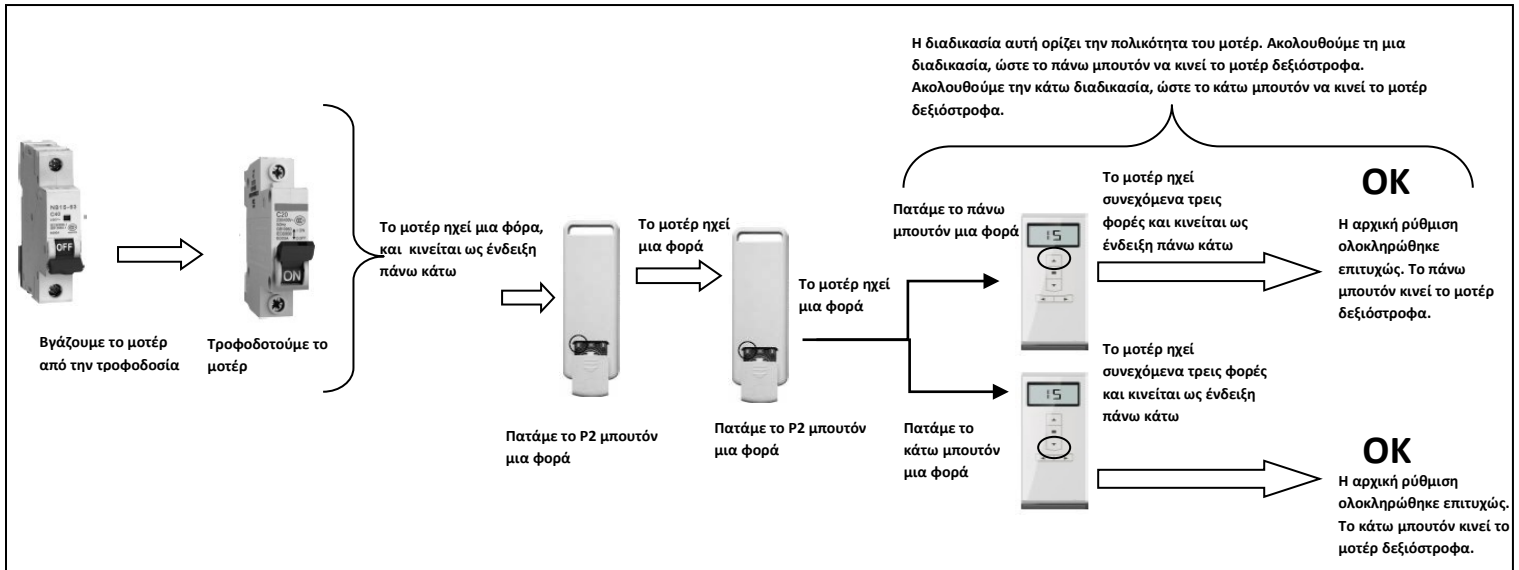 Η διαδικασία αυτή ορίζει την πολικότητα του μοτέρ. Ακολουθούμε τη μια
διαδικασία, ώστε το πάνω μπουτόν να κινεί το μοτέρ δεξιόστροφα.
Ακολουθούμε την κάτω διαδικασία, ώστε το κάτω μπουτόν να κινεί το μοτέρ
δεξιόστροφα.
NB1S-63
C40
OFF
Βγάζουμε το μοτέρ
από την τροφοδοσία
C20
ON
Τροφοδοτούμε το
μοτέρ
Το μοτέρ ηχεί μια φόρα,
και κινείται ως ένδειξη
πάνω κάτω
Πατάμε το P2 μπουτόν
μια φορά
Το μοτέρ ηχεί
μια φορά
Πατάμε το P2 μπουτόν
μια φορά
Το μοτέρ ηχεί
μια φορά
Πατάμε το πάνω
μπουτόν μια φορά
15
Το μοτέρ ηχεί
συνεχόμενα τρεις
φορές και κινείται ως
ένδειξη πάνω κάτω
OK
Η αρχική ρύθμιση
ολοκληρώθηκε
επιτυχώς. Το πάνω
μπουτόν κινεί το μοτέρ
δεξιόστροφα.
Πατάμε το
κάτω μπουτόν
μια φορά
15
Το μοτέρ ηχεί
συνεχόμενα τρεις φορές
και κινείται ως ένδειξη
πάνω κάτω
OK
Η αρχική ρύθμιση
ολοκληρώθηκε επιτυχώς.
Το κάτω μπουτόν κινεί το
μοτέρ δεξιόστροφα.